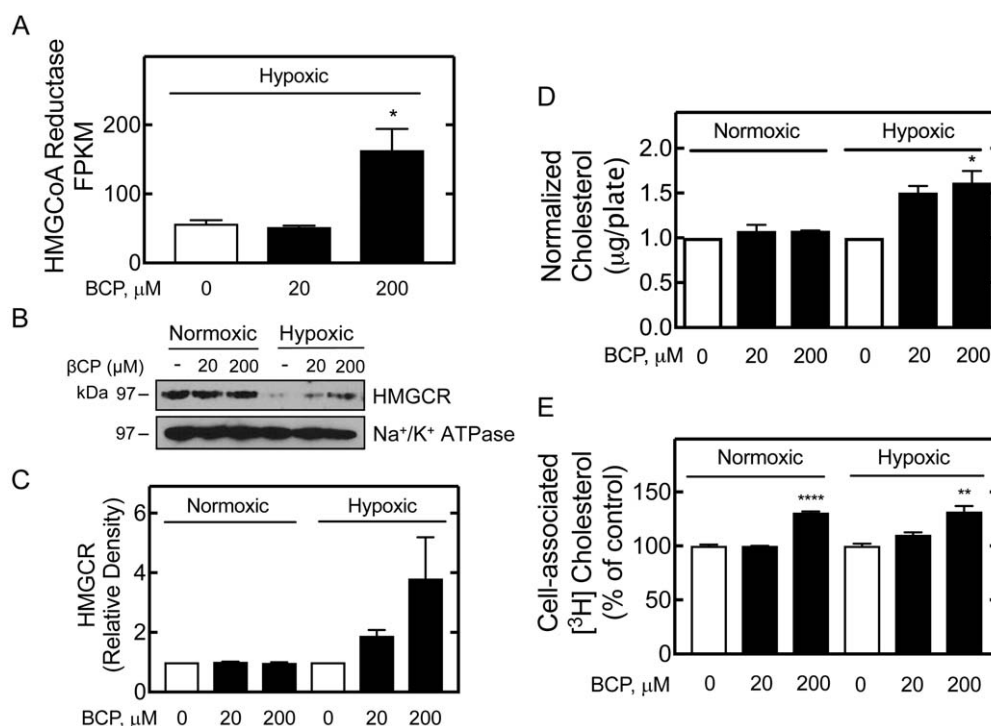 A
HMGCoA Reductase
FPKM
200
100
0
Hypoxic
*
BCP, μM 0 20 200
B
Normoxic Hypoxic
βCP (μM) - 20 200 - 20 200
kDa 97 – HMGCR
97 – Na⁺/K⁺ ATPase
C
HMGCR
(Relative Density)
6
4
2
0
Normoxic Hypoxic
BCP, μM 0 20 200 0 20 200
D
Normalized
Cholesterol
(μg/plate)
2.0
1.5
1.0
0.5
0.0
Normoxic Hypoxic
*
BCP, μM 0 20 200 0 20 200
E
Cell-associated
[³H] Cholesterol
(% of control)
150
100
50
0
Normoxic Hypoxic
**** **
BCP, μM 0 20 200 0 20 200